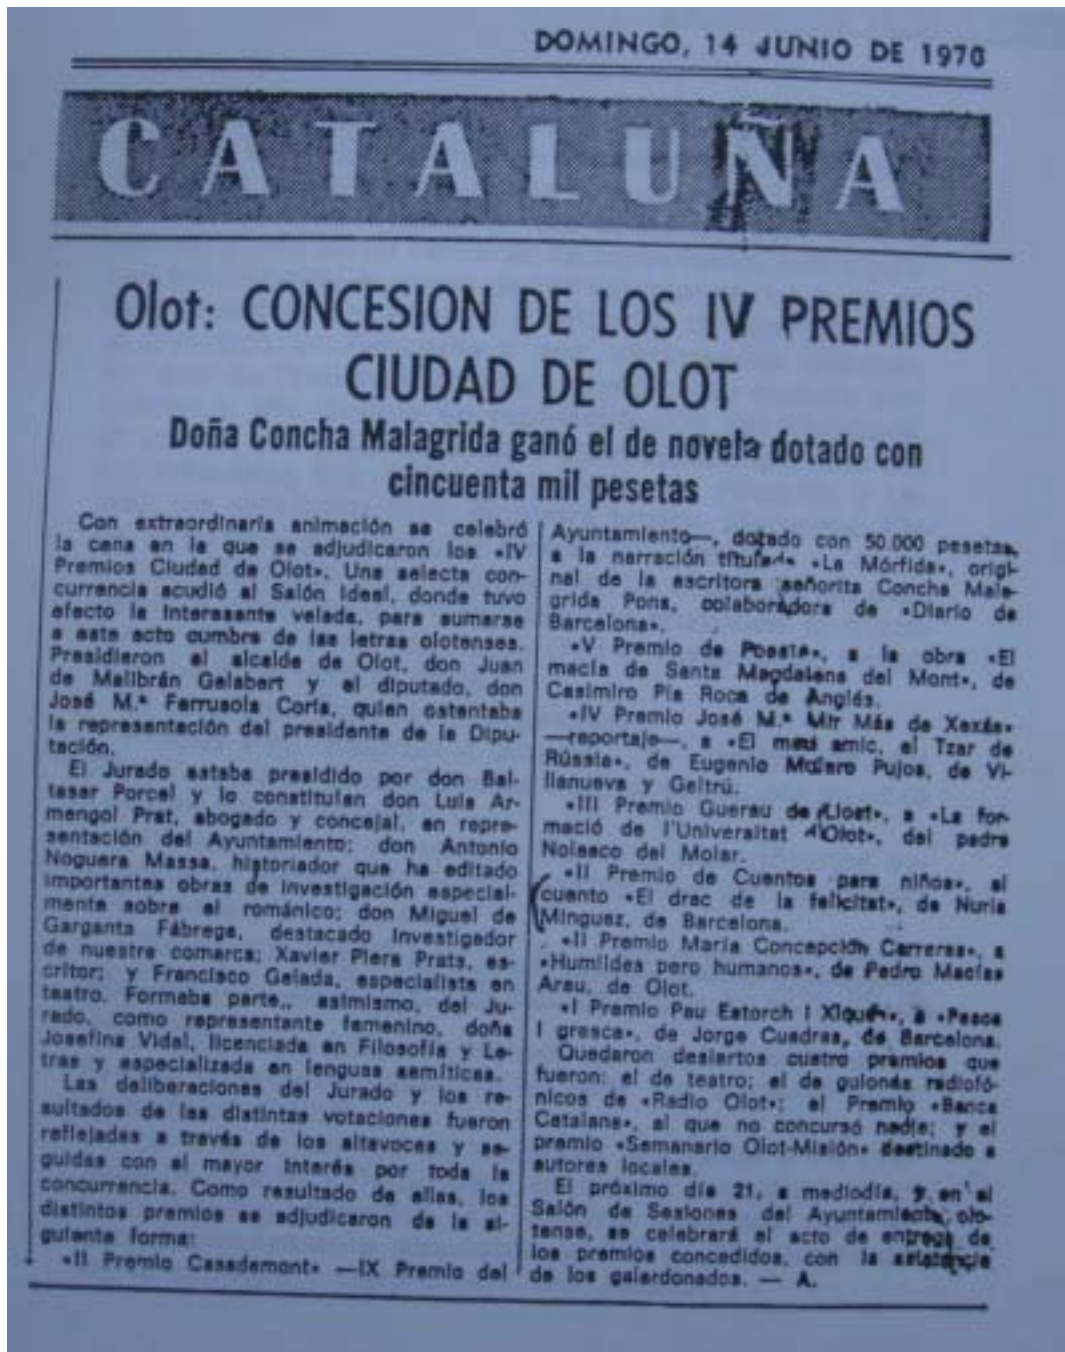 DOMINGO, 14 JUNIO DE 1970
CATALUÑA
Olot: CONCESION DE LOS IV PREMIOS
CIUDAD DE OLOT
Doña Concha Malagrida ganó el de novela dotado con
cincuenta mil pesetas
Con extraordinaria animación se celebró
la cena en la que se adjudicaron los «IV
Premios Ciudad de Olot». Una selecta con-
currencia acudió al Salón Ideal, donde tuvo
efecto la interesante velada, para sumarse
a este acto cumbre de las letras olotenses.
Presidieron el alcalde de Olot, don Juan
de Malibrán Gelabert y el diputado, don
José M.ª Ferrusola Coría, quien ostentaba
la representación del presidente de la Dipu-
tación.
El Jurado estaba presidido por don Bal-
tasar Porcel y lo constituían don Luis Ar-
mengol Prat, abogado y concejal, en repre-
sentación del Ayuntamiento; don Antonio
Noguera Massa, historiador que ha editado
importantes obras de investigación especial-
mente sobre el románico; don Miguel de
Garganta Fábrega, destacado investigador
de nuestre comarca; Xavier Piera Prats, es-
critor; y Francisco Gelada, especialista en
teatro. Formaba parte,, asimismo, del Ju-
rado, como representante femenino, doña
Josefina Vidal, licenciada en Filosofía y Le-
tras y especializada en lenguas semíticas.
Las deliberaciones del Jurado y los re-
sultados de las distintas votaciones fueron
reflejadas a través de los altavoces y se-
guidas con el mayor interés por toda la
concurrencia. Como resultado de ellas, los
distintos premios se adjudicaron de la si-
guiente forma:
«II Premio Casademont» —IX Premio del
Ayuntamiento—, dotado con 50.000 pesetas,
a la narración titulada «La Mórfida», origi-
nal de la escritora señorita Concha Mala-
grida Pons, colaboradora de «Diario de
Barcelona».
«V Premio de Poesía», a la obra «El
macía de Santa Magdalena del Mont», de
Casimiro Pla Roca de Anglés.
«IV Premio José M.ª Mir Más de Xexás»
—reportaje—, a «El meu amic, el Tzar de
Rússia», de Eugenio Molero Pujos, de Vi-
llanueva y Geltrú.
«III Premio Guerau de Liost», a «La for-
mació de l'Universitat d'Olot», del padre
Nolasco del Molar.
«II Premio de Cuentos para niños», al
cuento «El drac de la felicitat», de Nuria
Mínguez, de Barcelona.
«II Premio María Concepción Carreras», a
«Humildes pero humanos», de Pedro Macías
Arau, de Olot.
«I Premio Pau Estorch i Xiqués», a «Pesca
i gresca», de Jorge Cuadras, de Barcelona.
Quedaron desiertos cuatro premios que
fueron: el de teatro; el de guionés radiofó-
nicos de «Radio Olot»; el Premio «Banca
Catalana», al que no concursó nadie; y el
premio «Semanario Olot-Misión» destinado a
autores locales.
El próximo día 21, a mediodía, y en el
Salón de Sesiones del Ayuntamiento olo-
tense, se celebrará el acto de entrega de
los premios concedidos, con la asistencia
de los galardonados. — A.